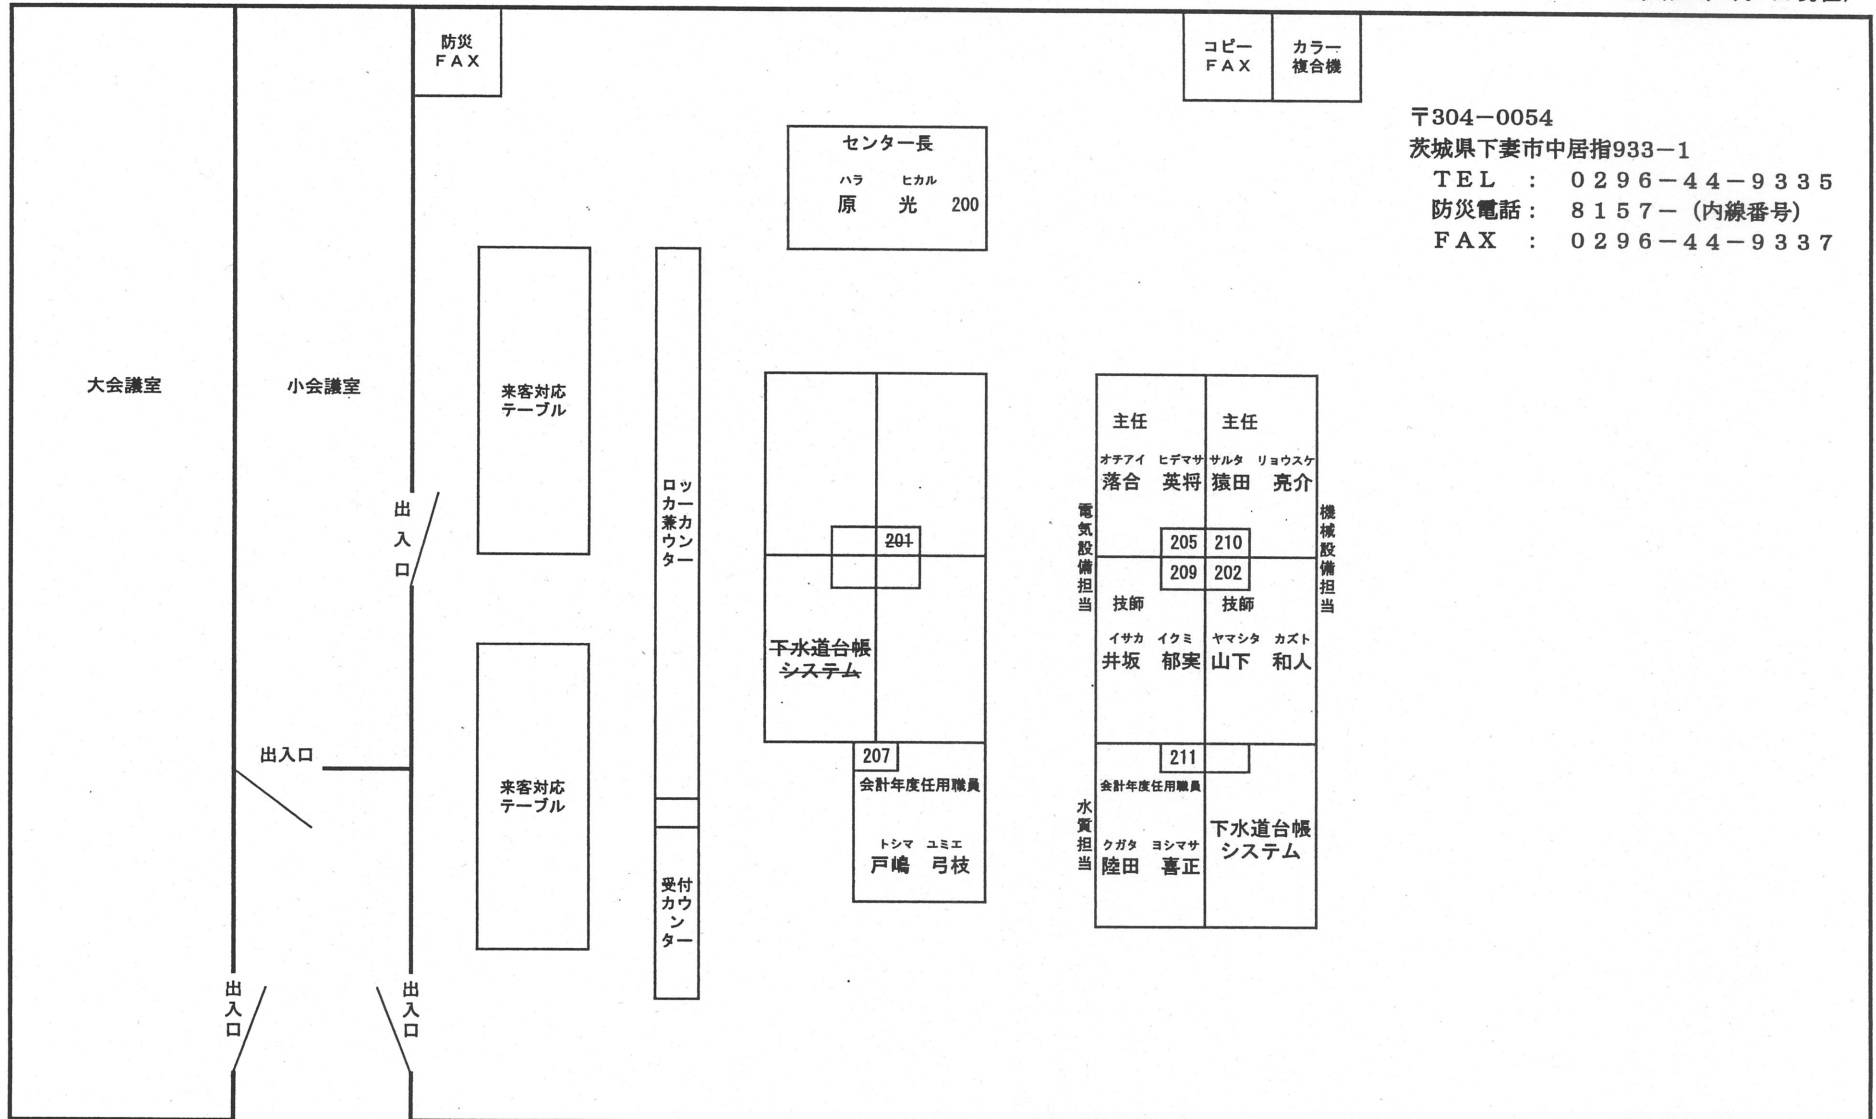 防災
ＦＡＸ
コピー
ＦＡＸ
カラー
複合機
〒304－0054
茨城県下妻市中居指933－1
ＴＥＬ ： ０２９６－４４－９３３５
防災電話： ８１５７－（内線番号）
ＦＡＸ ： ０２９６－４４－９３３７
センター長
ハラ ヒカル
原 光 200
大会議室
小会議室
来客対応
テーブル
出入口
ロッカー兼カウンター
201
下水道台帳
システム
207
会計年度任用職員
トシマ ユミエ
戸嶋 弓枝
電気設備担当
主任
オチアイ ヒデマサ
落合 英将
205
主任
サルタ リョウスケ
猿田 亮介
210
機械設備担当
209
技師
イサカ イクミ
井坂 郁実
202
技師
ヤマシタ カズト
山下 和人
水質担当
211
会計年度任用職員
クガタ ヨシマサ
陸田 喜正
下水道台帳
システム
出入口
来客対応
テーブル
受付カウンター
出入口
出入口